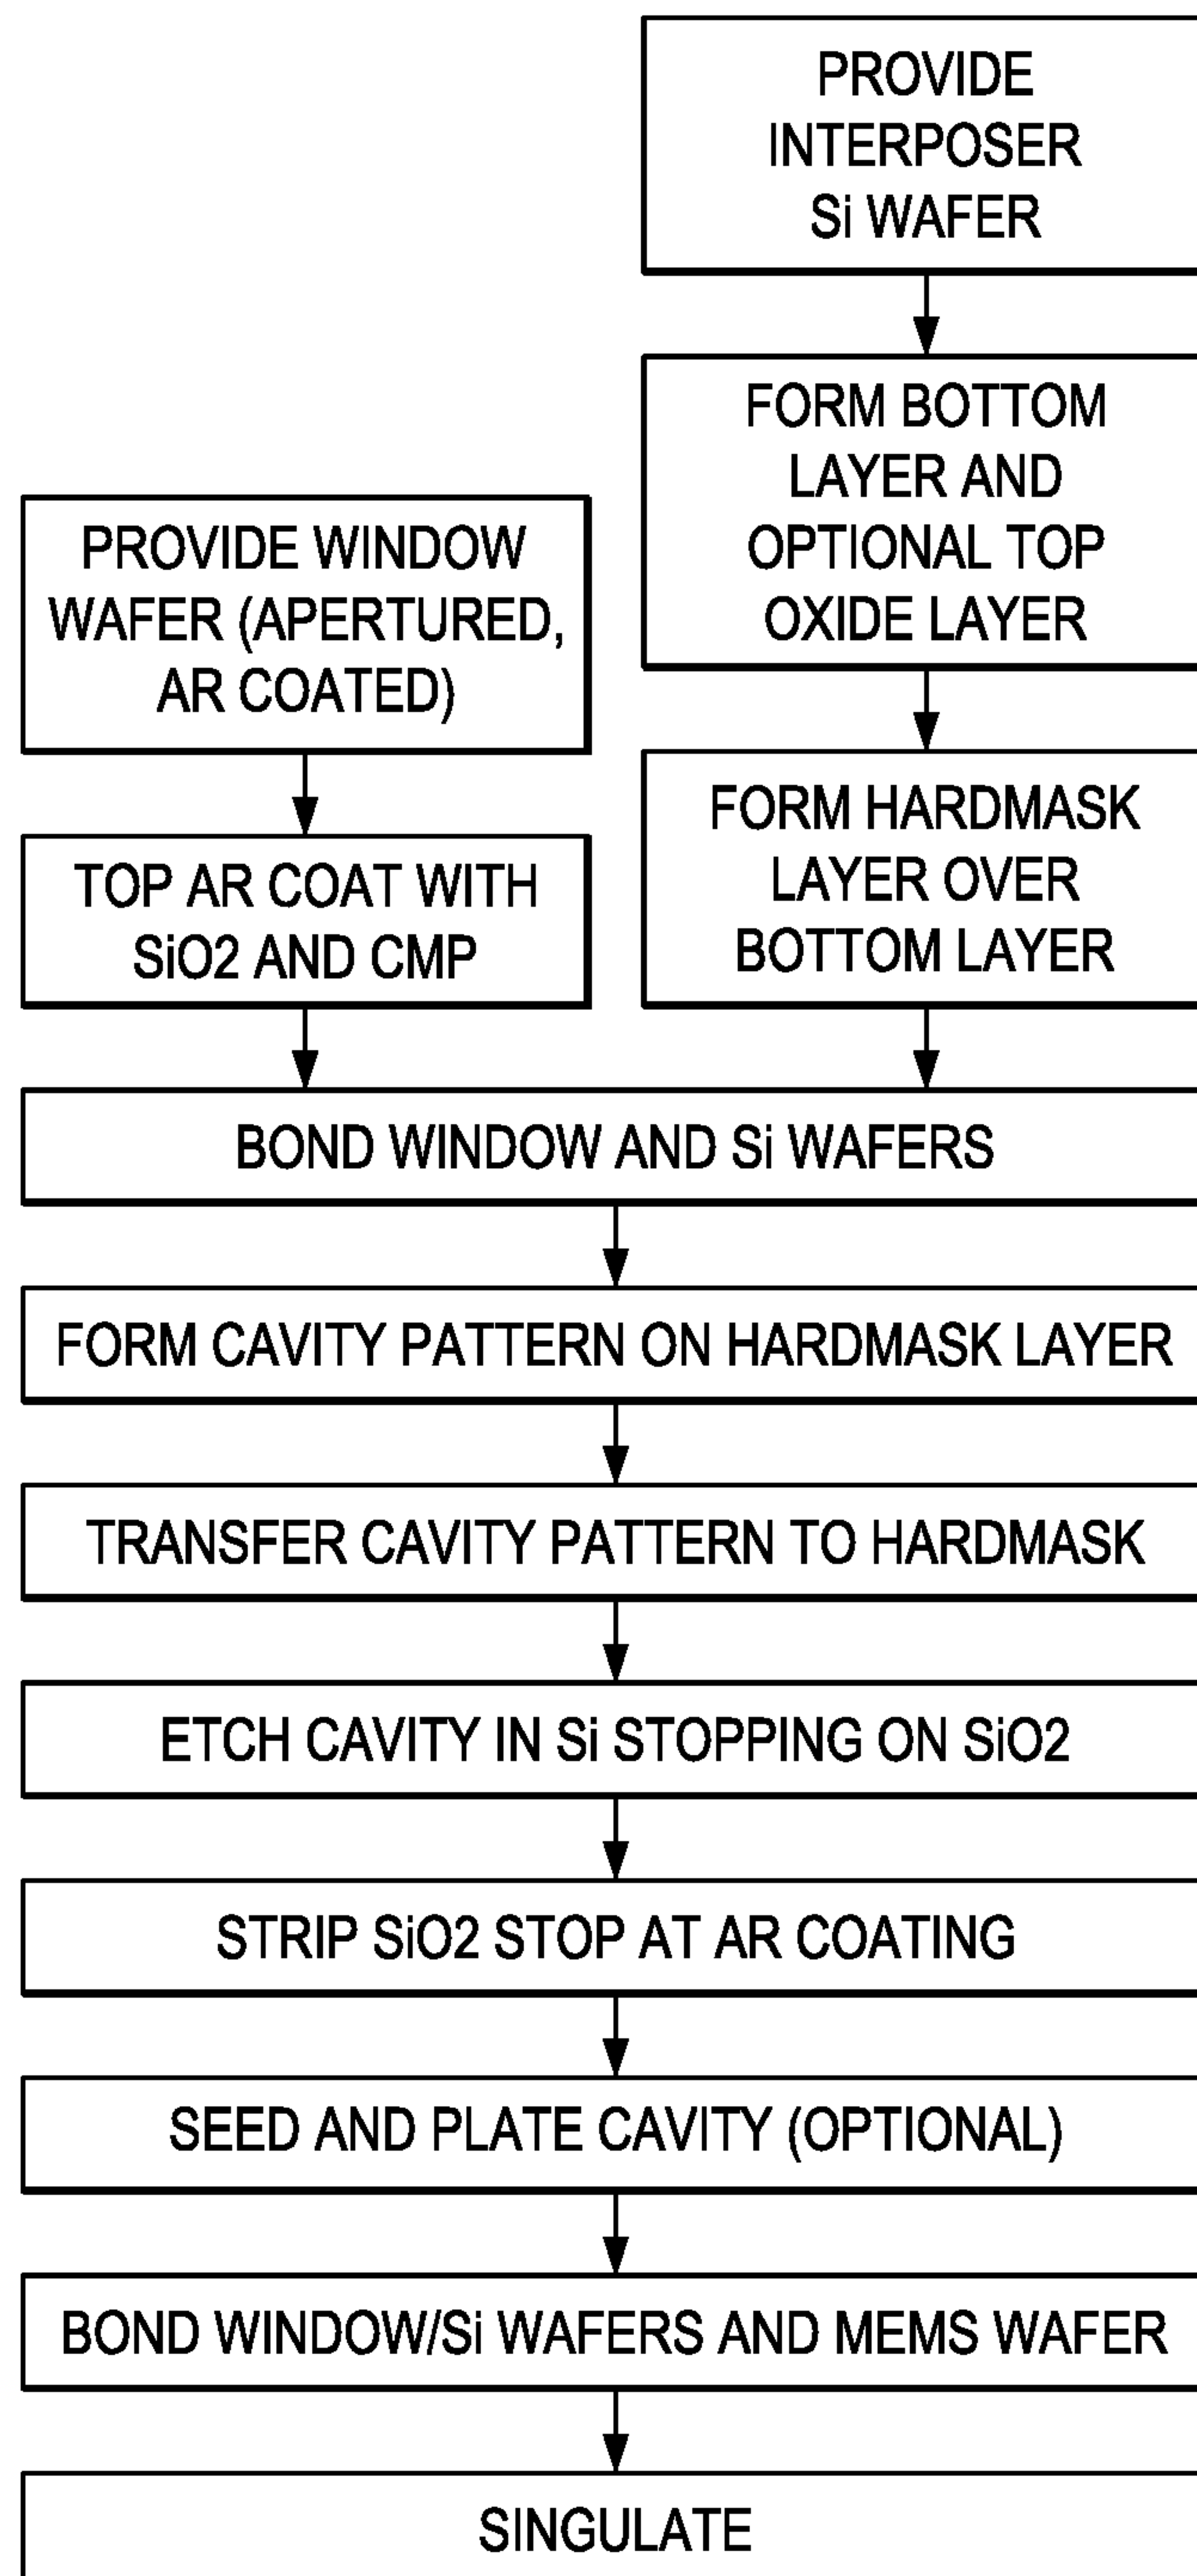 PROVIDE
INTERPOSER
Si WAFER
FORM BOTTOM
LAYER AND
OPTIONAL TOP
OXIDE LAYER
PROVIDE WINDOW
WAFER (APERTURED,
AR COATED)
FORM HARDMASK
LAYER OVER
BOTTOM LAYER
TOP AR COAT WITH
SiO2 AND CMP
BOND WINDOW AND Si WAFERS
FORM CAVITY PATTERN ON HARDMASK LAYER
TRANSFER CAVITY PATTERN TO HARDMASK
ETCH CAVITY IN Si STOPPING ON SiO2
STRIP SiO2 STOP AT AR COATING
SEED AND PLATE CAVITY (OPTIONAL)
BOND WINDOW/Si WAFERS AND MEMS WAFER
SINGULATE